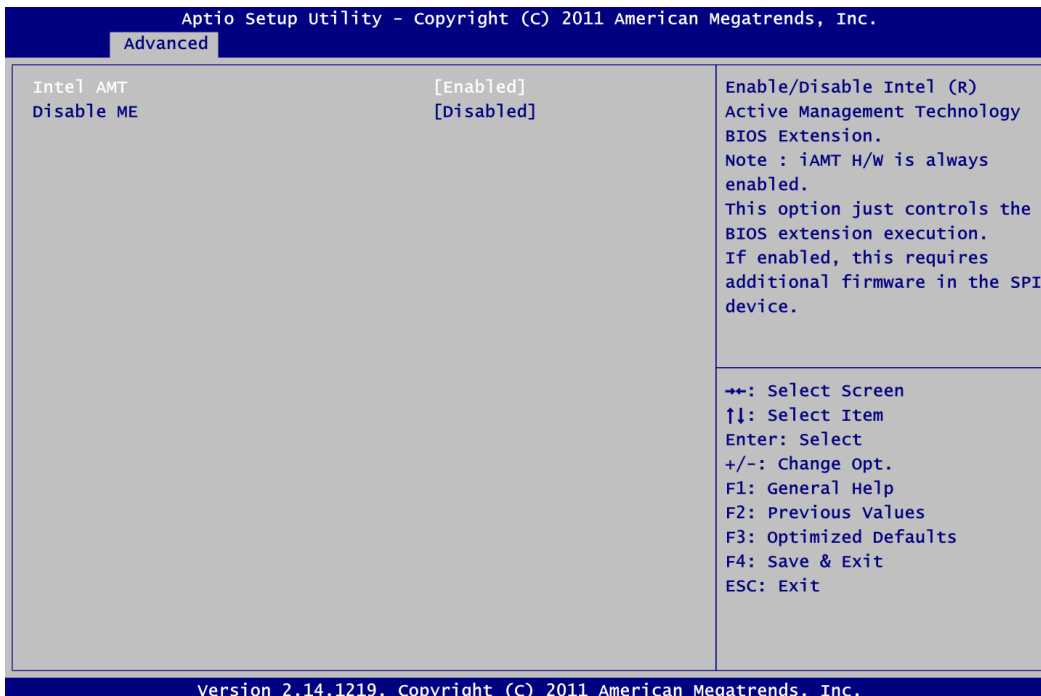 Aptio Setup Utility - Copyright (C) 2011 American Megatrends, Inc.
Advanced
Intel AMT [Enabled]
Disable ME [Disabled]
Enable/Disable Intel (R)
Active Management Technology
BIOS Extension.
Note : iAMT H/W is always
enabled.
This option just controls the
BIOS extension execution.
If enabled, this requires
additional firmware in the SPI
device.
→←: Select Screen
↑↓: Select Item
Enter: Select
+/-: Change Opt.
F1: General Help
F2: Previous Values
F3: Optimized Defaults
F4: Save & Exit
ESC: Exit
Version 2.14.1219. Copyright (C) 2011 American Megatrends, Inc.